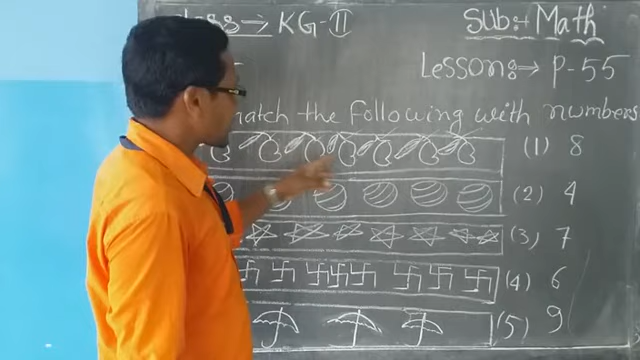 ss → KG-II Sub:- Math
Lesson:→ P-55
match the Following with numbers
(1) 8
(2) 4
(3) 7
(4) 6
(5) 9